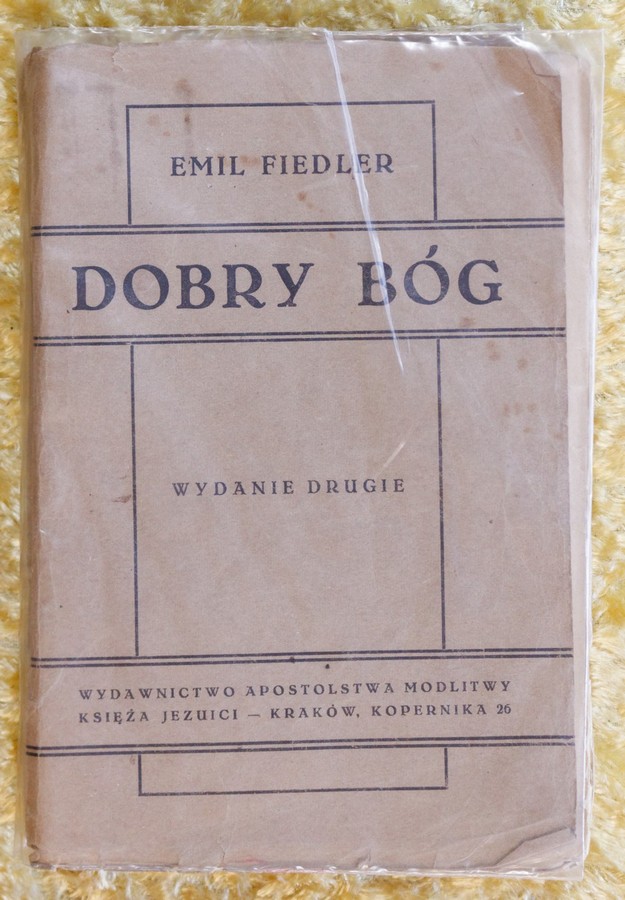 EMIL FIEDLER
DOBRY BÓG
WYDANIE DRUGIE
WYDAWNICTWO APOSTOLSTWA MODLITWY
KSIĘŻA JEZUICI — KRAKÓW, KOPERNIKA 26